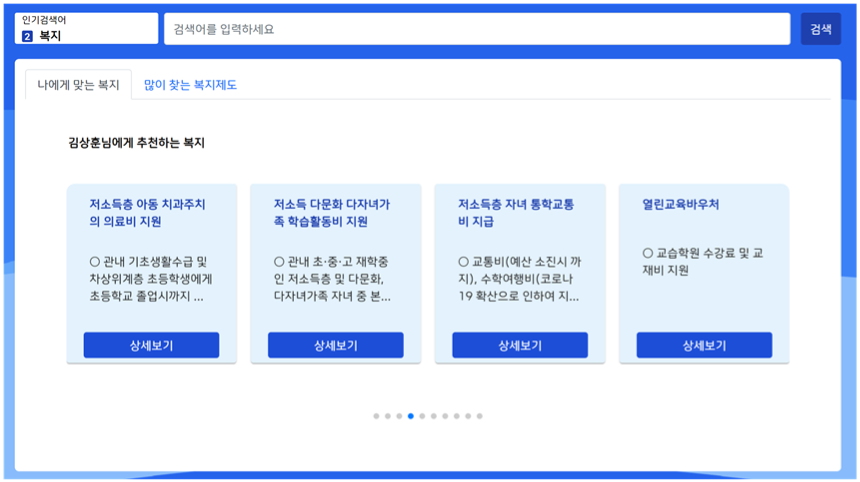 인기검색어
2 복지
검색어를 입력하세요
검색
나에게 맞는 복지
많이 찾는 복지제도
김상훈님에게 추천하는 복지
저소득층 아동 치과주치
의 의료비 지원
○ 관내 기초생활수급 및
차상위계층 초등학생에게
초등학교 졸업시까지 ...
상세보기
저소득 다문화 다자녀가
족 학습활동비 지원
○ 관내 초·중·고 재학중
인 저소득층 및 다문화,
다자녀가족 자녀 중 본...
상세보기
저소득층 자녀 통학교통
비 지급
○ 교통비(예산 소진시 까
지), 수학여행비(코로나
19 확산으로 인하여 지...
상세보기
열린교육바우처
○ 교습학원 수강료 및 교
재비 지원
상세보기